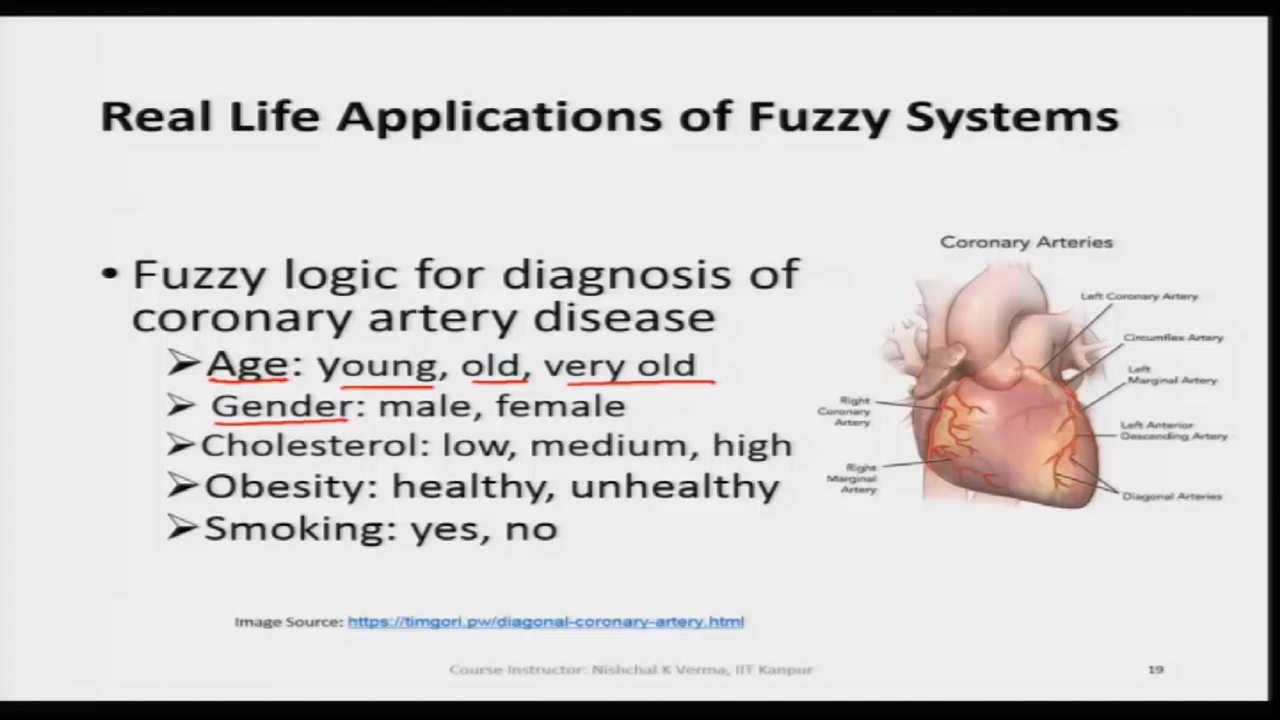 Real Life Applications of Fuzzy Systems
• Fuzzy logic for diagnosis of
coronary artery disease
➢Age: young, old, very old
➢ Gender: male, female
➢Cholesterol: low, medium, high
➢Obesity: healthy, unhealthy
➢Smoking: yes, no
Coronary Arteries
Left Coronary Artery
Circumflex Artery
Left
Marginal Artery
Right
Coronary
Artery
Left Anterior
Descending Artery
Right
Marginal
Artery
Diagonal Arteries
Image Source: https://timgori.pw/diagonal-coronary-artery.html
Course Instructor: Nishchal K Verma, IIT Kanpur
19